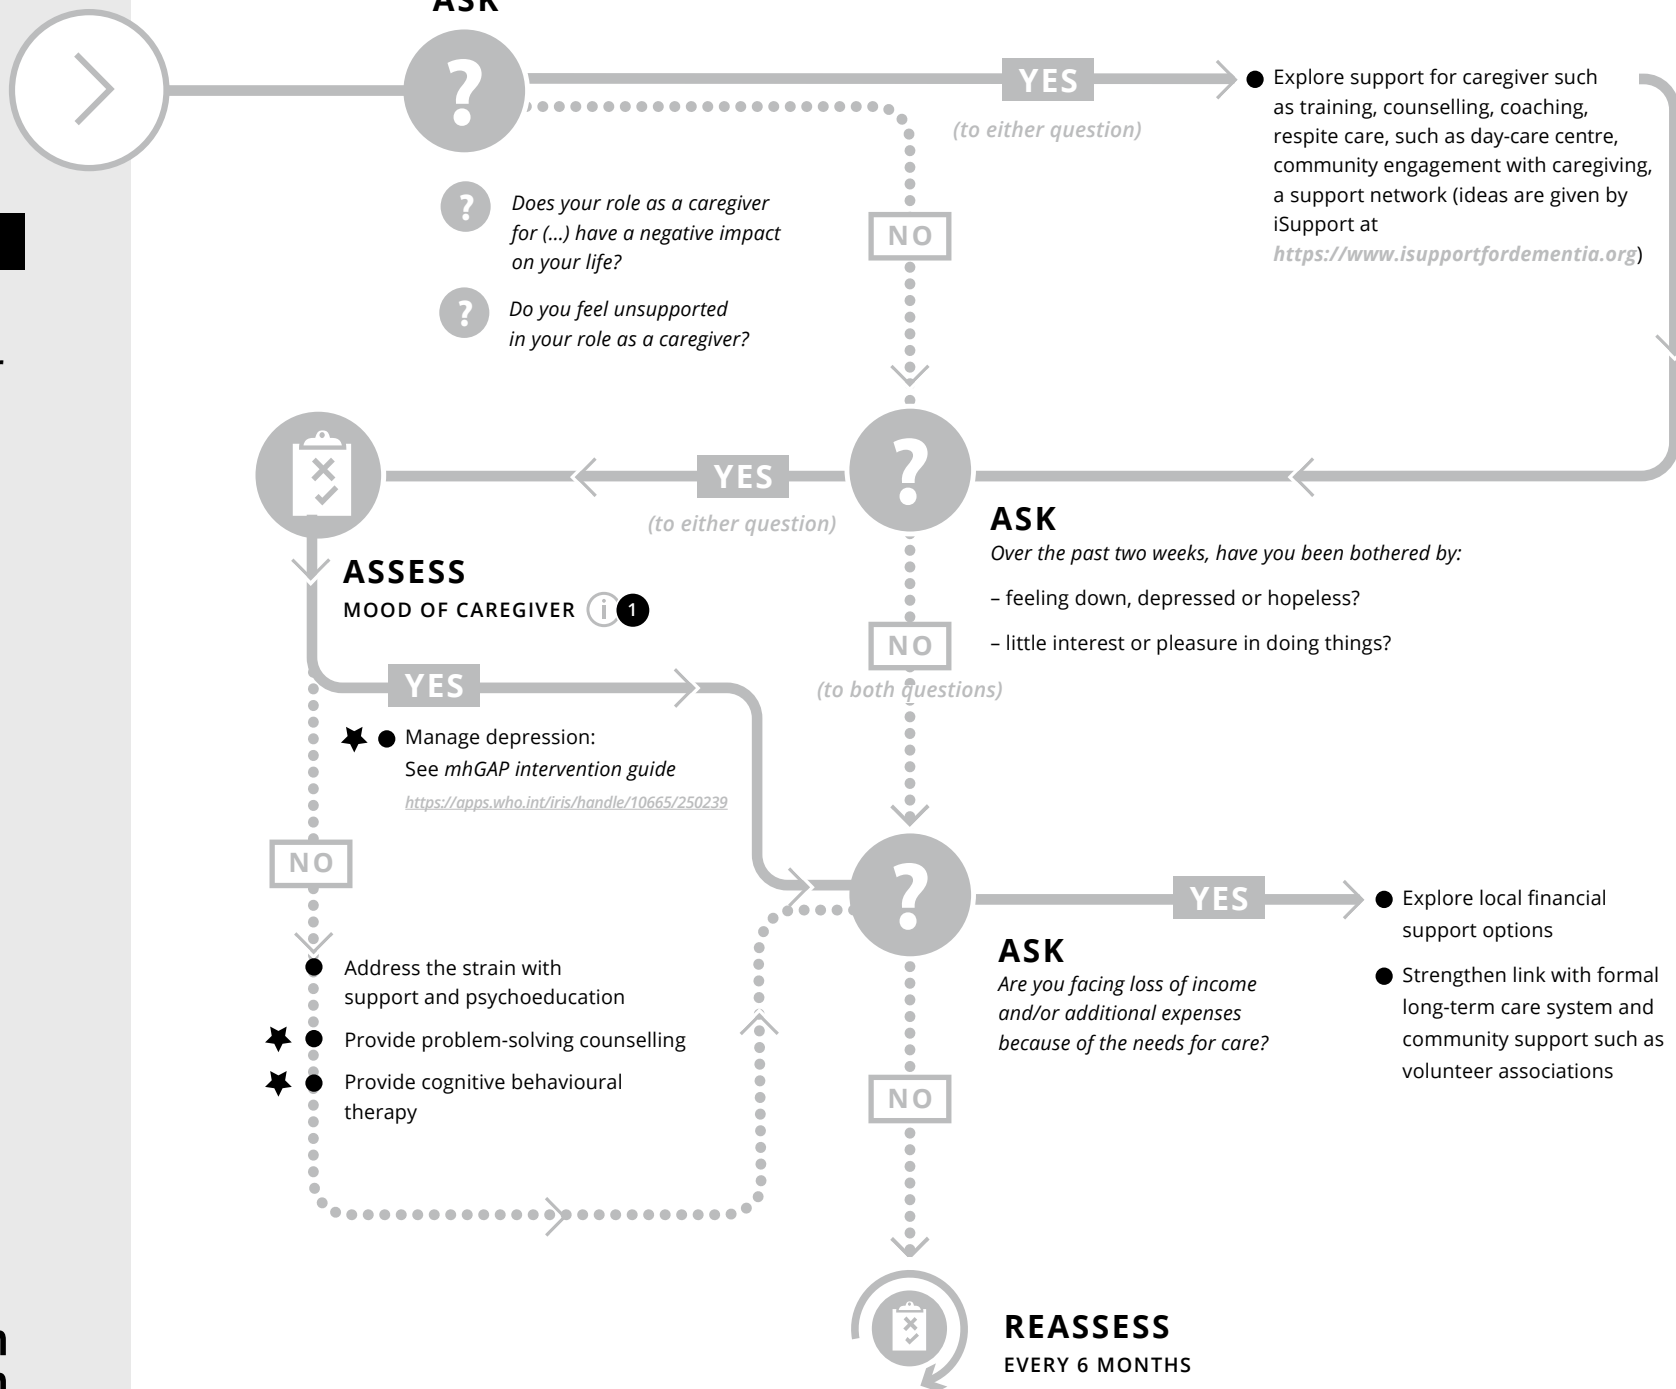 ASK
YES
(to either question)
Explore support for caregiver such
as training, counselling, coaching,
respite care, such as day-care centre,
community engagement with caregiving,
a support network (ideas are given by
iSupport at
https://www.isupportfordementia.org)
Does your role as a caregiver
for (...) have a negative impact
on your life?
Do you feel unsupported
in your role as a caregiver?
NO
YES
(to either question)
ASK
Over the past two weeks, have you been bothered by:
– feeling down, depressed or hopeless?
– little interest or pleasure in doing things?
ASSESS
MOOD OF CAREGIVER i 1
NO
(to both questions)
YES
Manage depression:
See mhGAP intervention guide
https://apps.who.int/iris/handle/10665/250239
NO
Address the strain with
support and psychoeducation
Provide problem-solving counselling
Provide cognitive behavioural
therapy
YES
ASK
Are you facing loss of income
and/or additional expenses
because of the needs for care?
Explore local financial
support options
Strengthen link with formal
long-term care system and
community support such as
volunteer associations
NO
REASSESS
EVERY 6 MONTHS